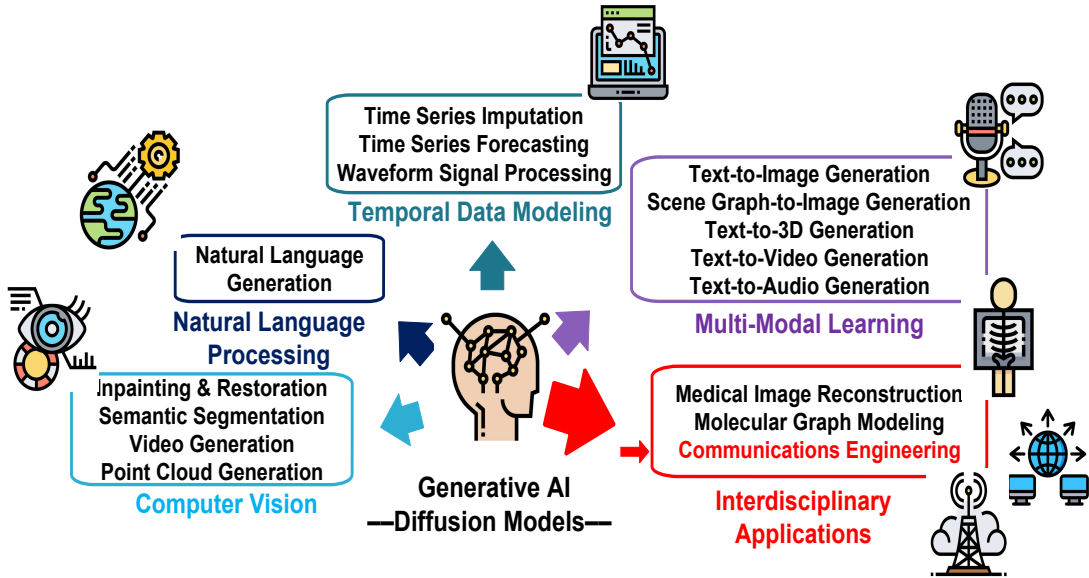 Time Series Imputation
Time Series Forecasting
Waveform Signal Processing
Temporal Data Modeling
Text-to-Image Generation
Scene Graph-to-Image Generation
Text-to-3D Generation
Text-to-Video Generation
Text-to-Audio Generation
Multi-Modal Learning
Natural Language
Generation
Natural Language
Processing
Inpainting & Restoration
Semantic Segmentation
Video Generation
Point Cloud Generation
Computer Vision
Medical Image Reconstruction
Molecular Graph Modeling
Communications Engineering
Interdisciplinary
Applications
Generative AI
—Diffusion Models—